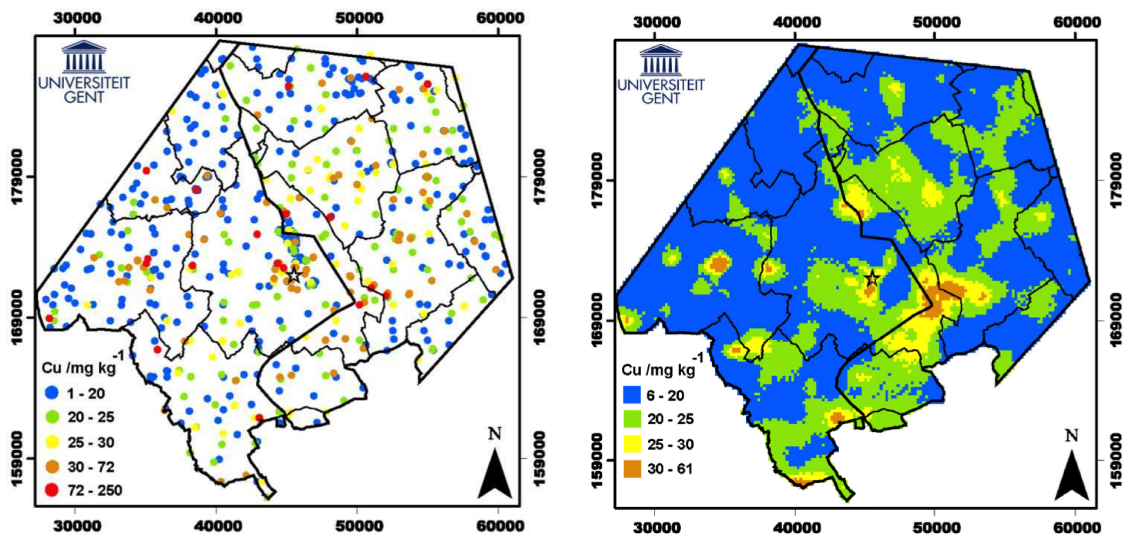 30000 40000 50000 60000
UNIVERSITEIT
GENT
179000 179000
169000 169000
159000 159000
Cu /mg kg-1
1 - 20
20 - 25
25 - 30
30 - 72
72 - 250
N
30000 40000 50000 60000
30000 40000 50000 60000
UNIVERSITEIT
GENT
179000 179000
169000 169000
159000 159000
Cu /mg kg-1
6 - 20
20 - 25
25 - 30
30 - 61
N
30000 40000 50000 60000